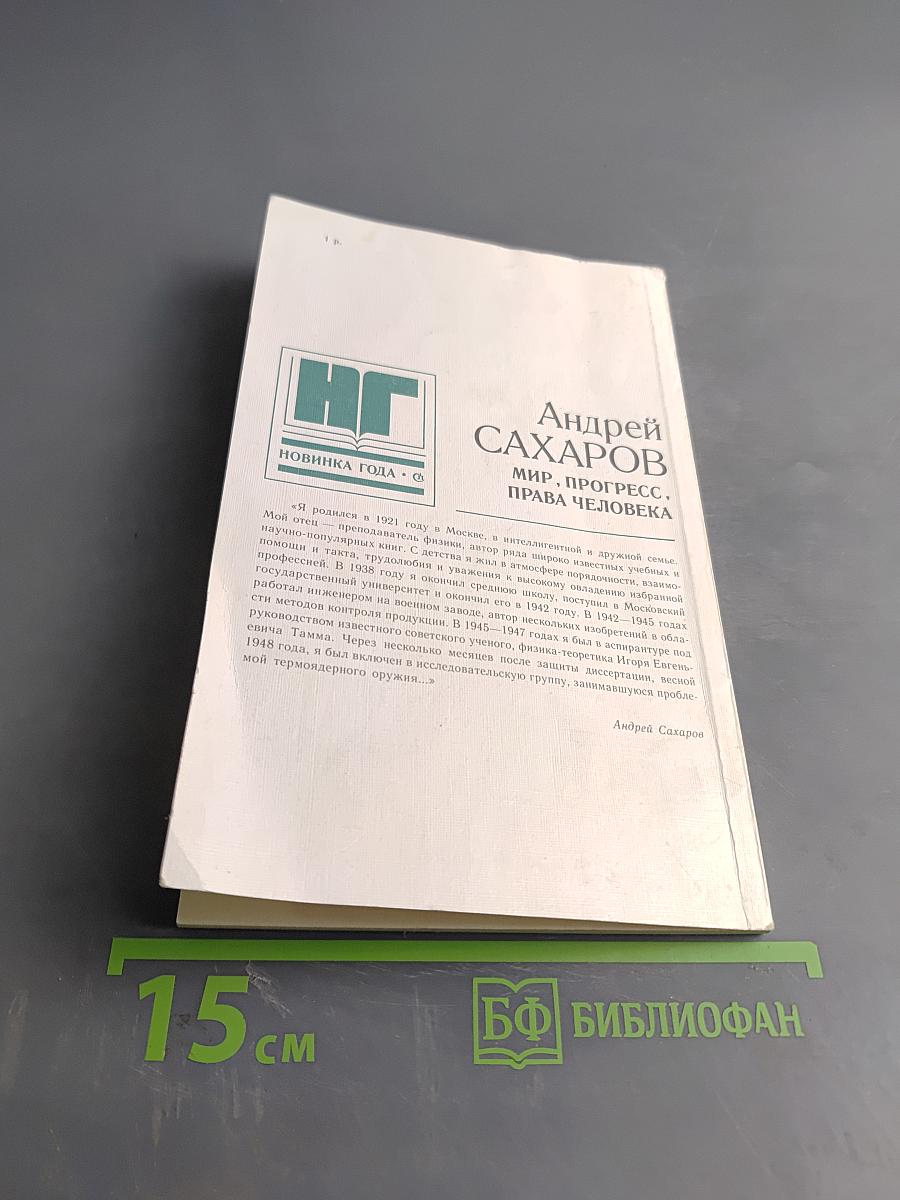 1 р.
НГ
НОВИНКА ГОДА •
Андрей
САХАРОВ
МИР, ПРОГРЕСС,
ПРАВА ЧЕЛОВЕКА
«Я родился в 1921 году в Москве, в интеллигентной и дружной семье.
Мой отец — преподаватель физики, автор ряда широко известных учебных и
научно-популярных книг. С детства я жил в атмосфере порядочности, взаимо-
помощи и такта, трудолюбия и уважения к высокому овладению избранной
профессией. В 1938 году я окончил среднюю школу, поступил в Московский
государственный университет и окончил его в 1942 году. В 1942—1945 годах
работал инженером на военном заводе, автор нескольких изобретений в обла-
сти методов контроля продукции. В 1945—1947 годах я был в аспирантуре под
руководством известного советского ученого, физика-теоретика Игоря Евгень-
евича Тамма. Через несколько месяцев после защиты диссертации, весной
1948 года, я был включен в исследовательскую группу, занимавшуюся пробле-
мой термоядерного оружия...»
Андрей Сахаров
15 см
БФ БИБЛИОФАН